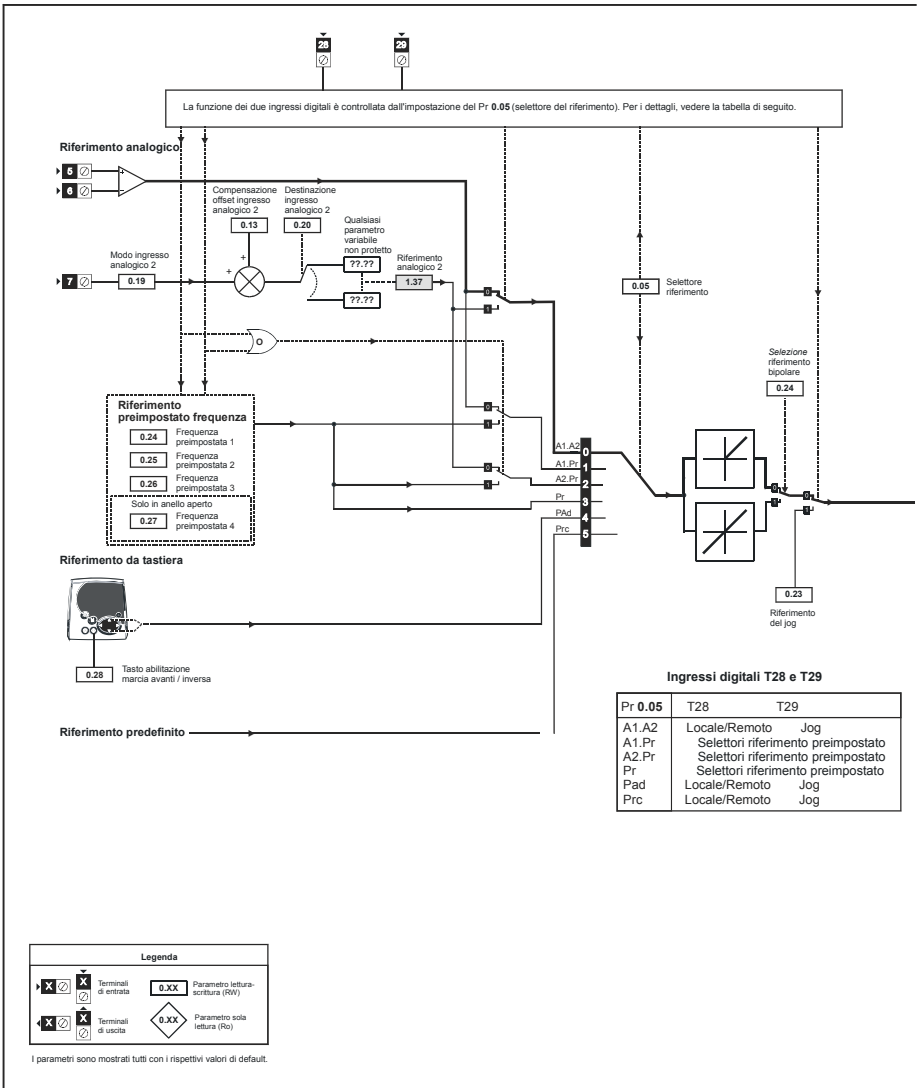 28
29
La funzione dei due ingressi digitali è controllata dall'impostazione del Pr 0.05 (selettore del riferimento). Per i dettagli, vedere la tabella di seguito.
Riferimento analogico
5
6
+
−
Compensazione
offset ingresso
analogico 2
0.13
Destinazione
ingresso
analogico 2
0.20
Qualsiasi
parametro
variabile
non protetto
??.??
??.??
Modo ingresso
analogico 2
7
0.19
+
+
Riferimento
analogico 2
1.37
0
1
0.05
Selettore
riferimento
O
Selezione
riferimento
bipolare
0.24
Riferimento
preimpostato frequenza
0.24
Frequenza
preimpostata 1
0.25
Frequenza
preimpostata 2
0.26
Frequenza
preimpostata 3
Solo in anello aperto
0.27
Frequenza
preimpostata 4
0
1
0
1
A1.A2
0
A1.Pr
1
A2.Pr
2
Pr
3
PAd
4
Prc
5
0
1
0
1
0.23
Riferimento
del jog
Riferimento da tastiera
0.28
Tasto abilitazione
marcia avanti / inversa
Riferimento predefinito
Ingressi digitali T28 e T29
Pr 0.05 T28 T29
A1.A2 Locale/Remoto Jog
A1.Pr Selettori riferimento preimpostato
A2.Pr Selettori riferimento preimpostato
Pr Selettori riferimento preimpostato
Pad Locale/Remoto Jog
Prc Locale/Remoto Jog
Legenda
X
X
Terminali
di entrata
0.XX
Parametro lettura-
scrittura (RW)
X
X
Terminali
di uscita
0.XX
Parametro sola
lettura (Ro)
I parametri sono mostrati tutti con i rispettivi valori di default.